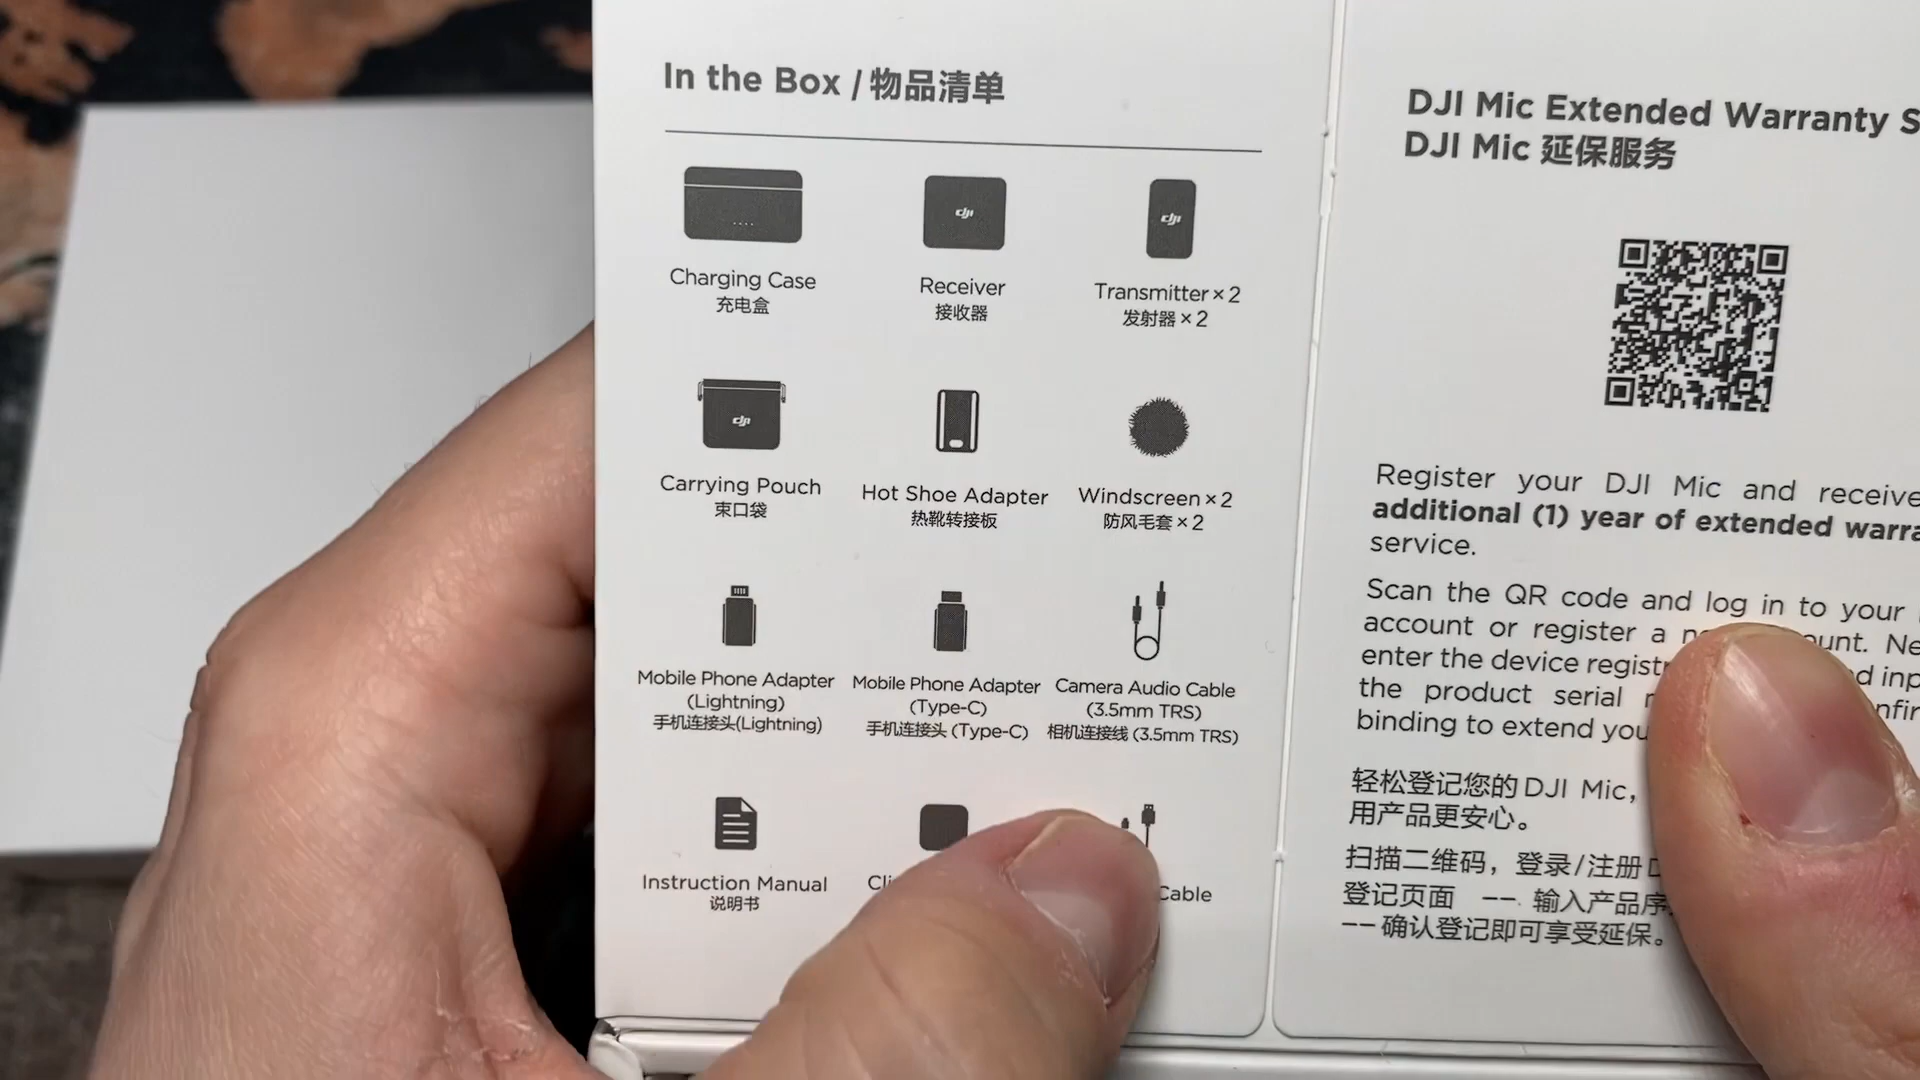 In the Box / 物品清单
dji
dji
Charging Case
充电盒
Receiver
接收器
Transmitter × 2
发射器 × 2
dji
Carrying Pouch
束口袋
Hot Shoe Adapter
热靴转接板
Windscreen × 2
防风毛套 × 2
Mobile Phone Adapter
(Lightning)
手机连接头(Lightning)
Mobile Phone Adapter
(Type-C)
手机连接头 (Type-C)
Camera Audio Cable
(3.5mm TRS)
相机连接线 (3.5mm TRS)
Instruction Manual
说明书
Cable
DJI Mic Extended Warranty
DJI Mic 延保服务
Register your DJI Mic and receive
additional (1) year of extended
service.
Scan the QR code and log in to your
account or register a
enter the device
the product serial
binding to extend
轻松登记您的DJI Mic,
用产品更安心。
扫描二维码，登录/注册
登记页面 -- 输入产品序
-- 确认登记即可享受延保。